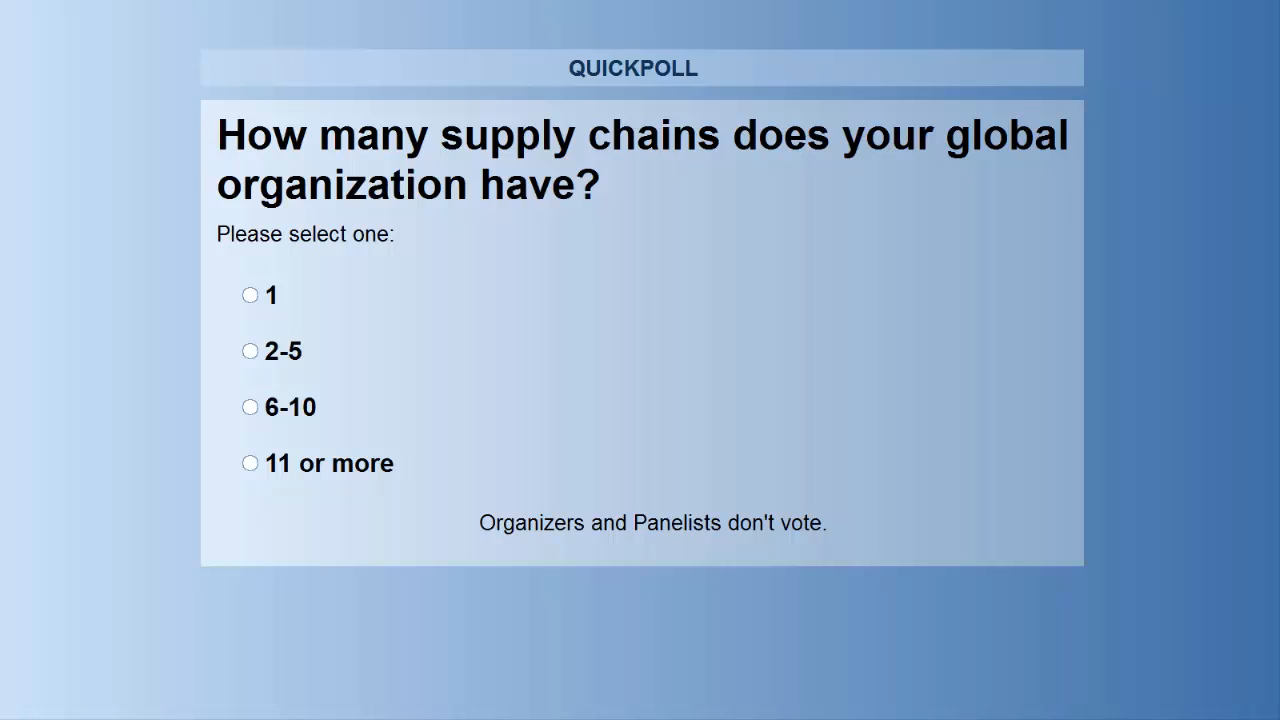 QUICKPOLL
How many supply chains does your global
organization have?
Please select one:
1
2-5
6-10
11 or more
Organizers and Panelists don't vote.